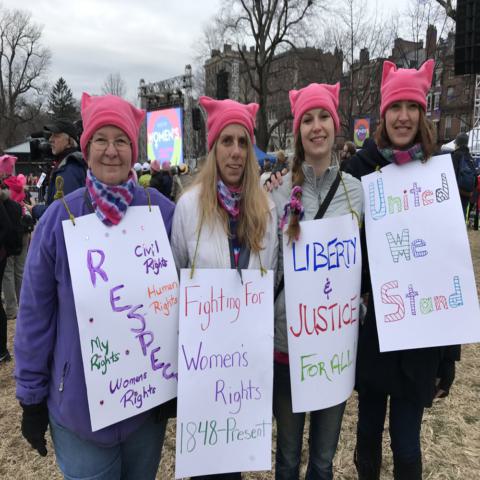 WOMEN'S
RESPECT
Civil
Rights
Human
Rights
My
Rights
Womens
Rights
Fighting For
Women's
Rights
1848-Present
LIBERTY
&
JUSTICE
FOR ALL
United
We
Stand